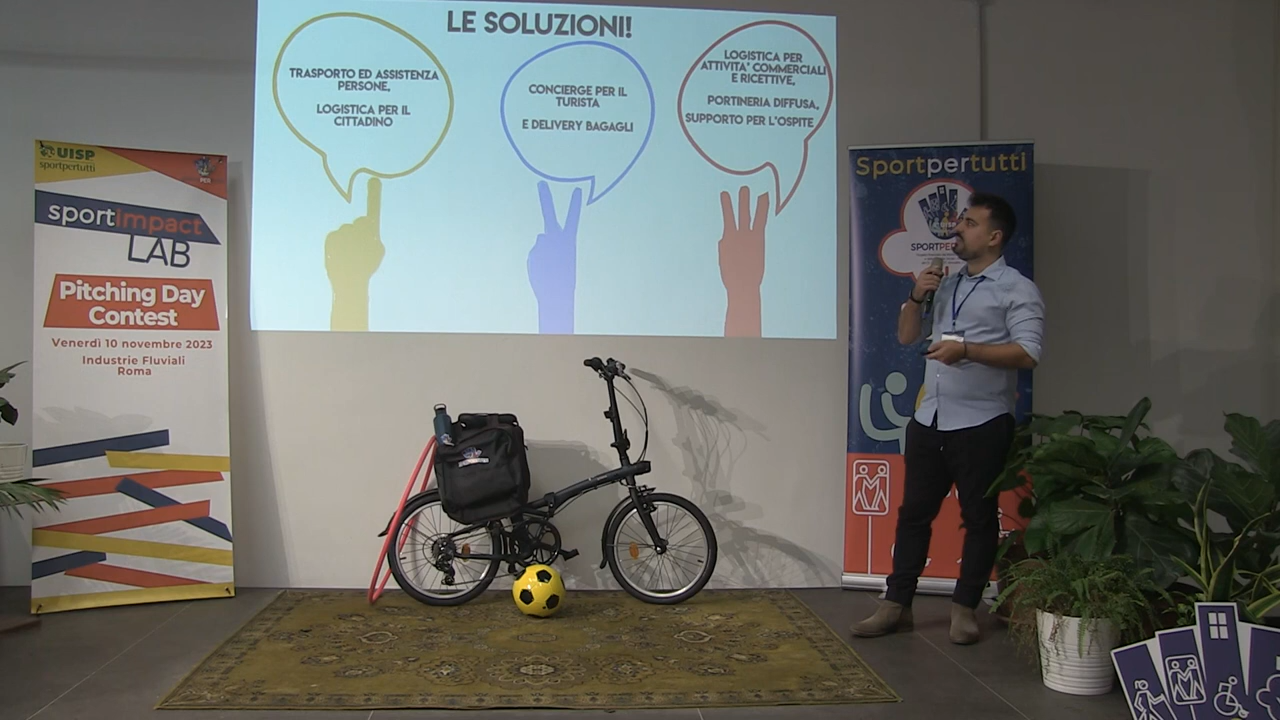 LE SOLUZIONI!
TRASPORTO ED ASSISTENZA
PERSONE,
LOGISTICA PER IL
CITTADINO
CONCIERGE PER IL
TURISTA
E DELIVERY BAGAGLI
LOGISTICA PER
ATTIVITA' COMMERCIALI
E RICETTIVE,
PORTINERIA DIFFUSA,
SUPPORTO PER L'OSPITE
UISP
sportpertutti
sportimpact
LAB
Pitching Day
Contest
Venerdì 10 novembre 2023
Industrie Fluviali
Roma
Sportpertutti